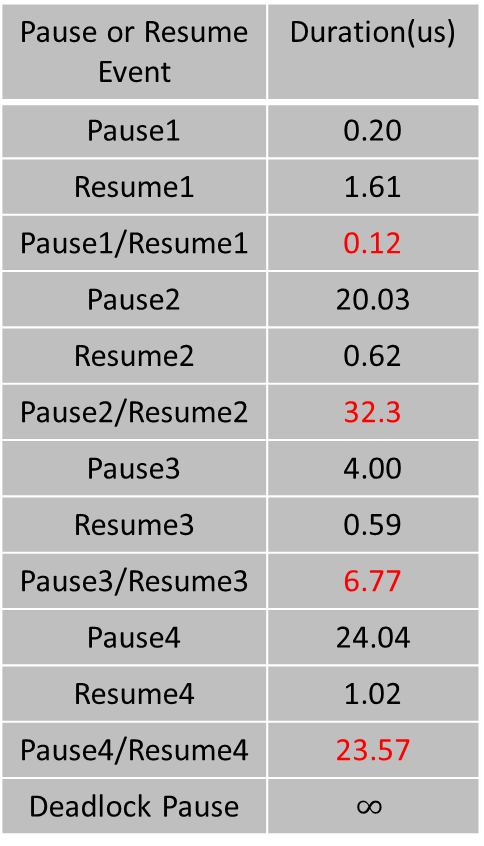 Pause or Resume Duration(us)
Event
Pause1 0.20
Resume1 1.61
Pause1/Resume1 0.12
Pause2 20.03
Resume2 0.62
Pause2/Resume2 32.3
Pause3 4.00
Resume3 0.59
Pause3/Resume3 6.77
Pause4 24.04
Resume4 1.02
Pause4/Resume4 23.57
Deadlock Pause ∞